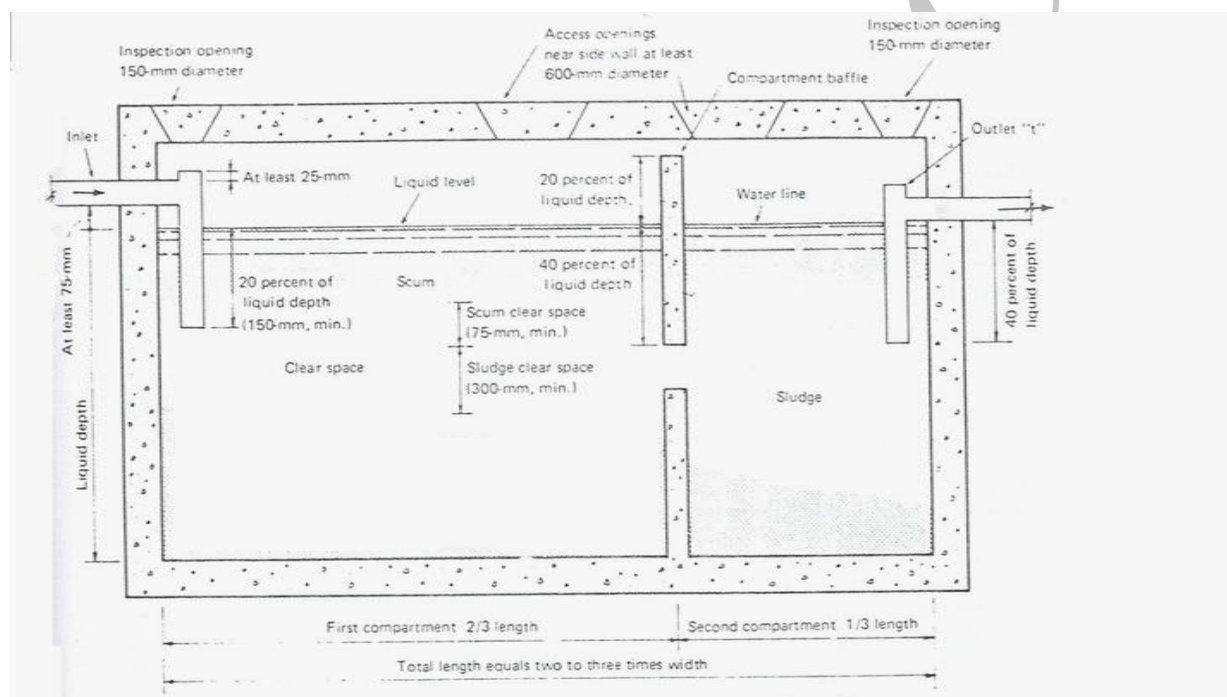 Inspection opening
150-mm diameter
Access openings
near side wall at least
600-mm diameter
Inspection opening
150-mm diameter
Compartment baffle
Inlet
Outlet "t"
At least 25-mm
Liquid level
20 percent of
liquid depth.
Water line
At least 75-mm
20 percent of
liquid depth
(150-mm, min.)
Scum
40 percent of
liquid depth
40 percent of
liquid depth
Scum clear space
(75-mm, min.)
Clear space
Sludge clear space
(300-mm, min.)
Sludge
Liquid depth
First compartment 2/3 length
Second compartment 1/3 length
Total length equals two to three times width